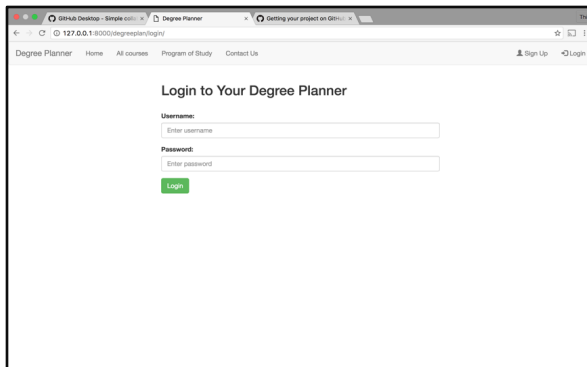 GitHub Desktop - Simple colla
Degree Planner
Getting your project on GitHub
127.0.0.1:8000/degreeplan/login/
Degree Planner Home All courses Program of Study Contact Us Sign Up Login
Login to Your Degree Planner
Username:
Enter username
Password:
Enter password
Login